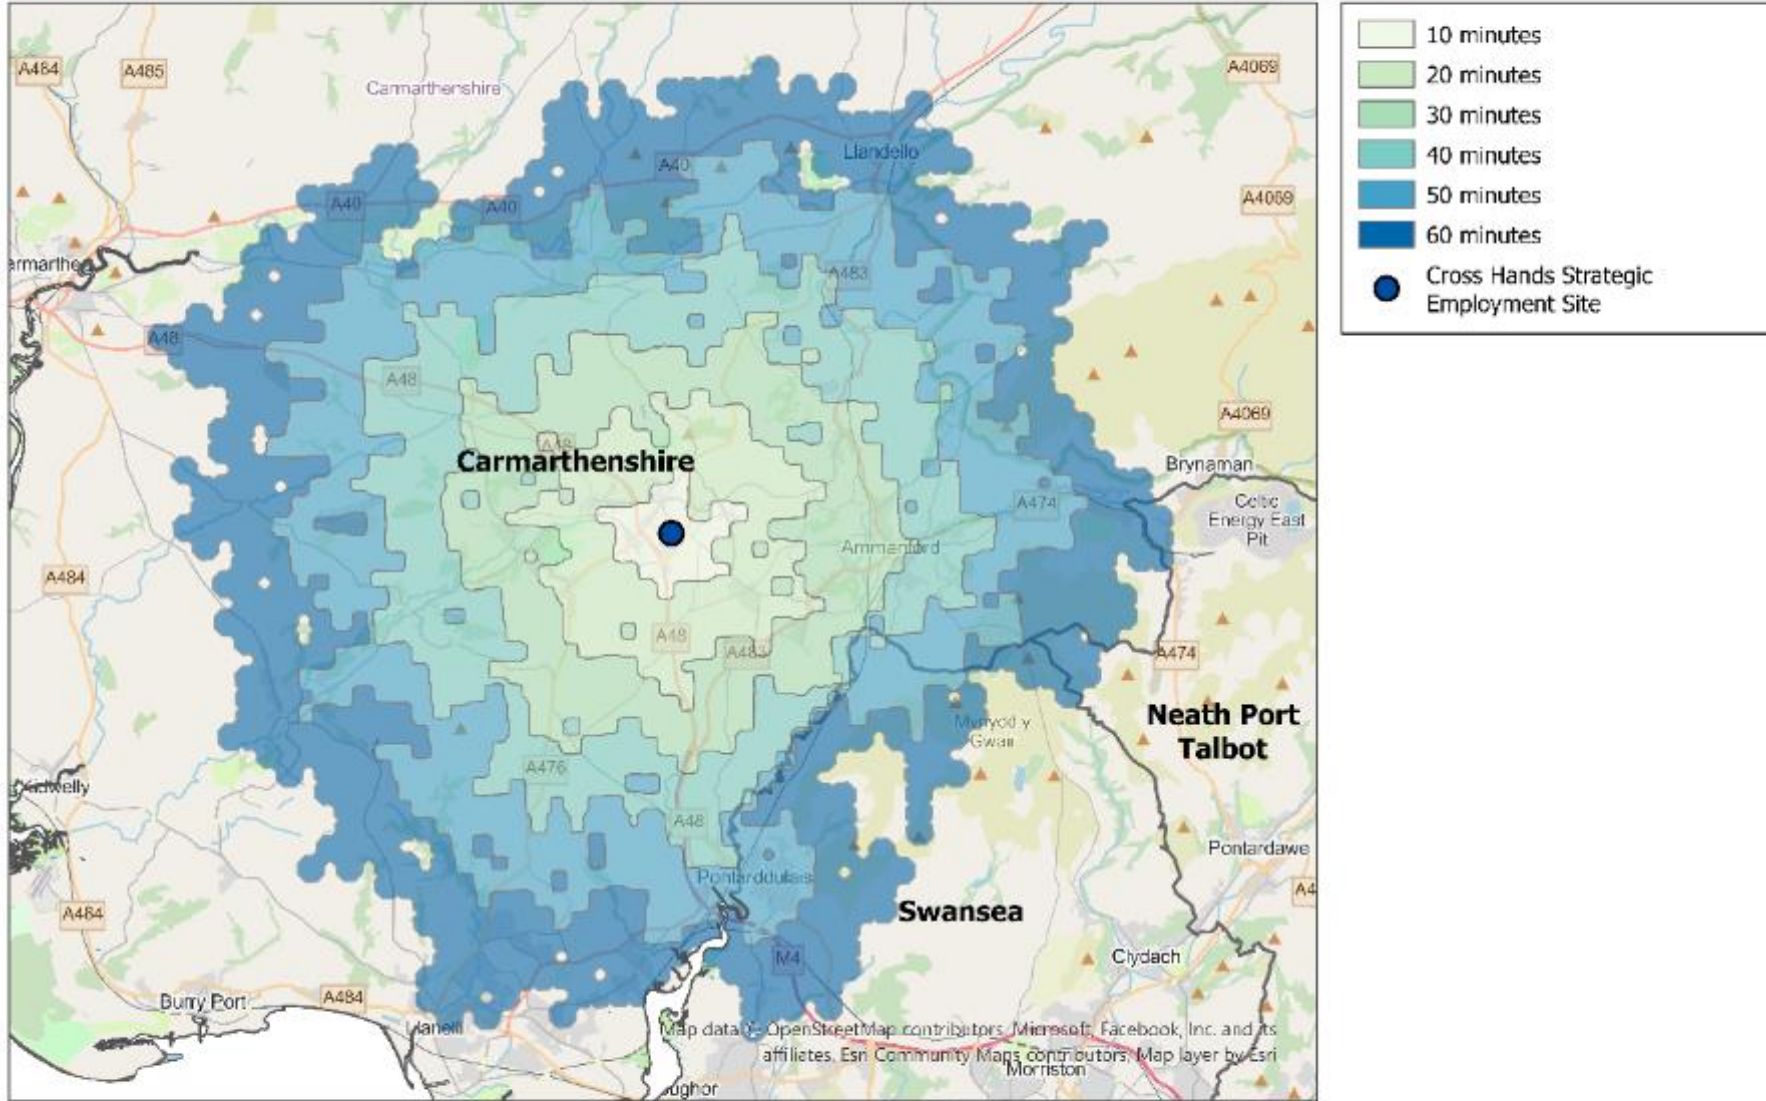 A484
A485
Carmarthenshire
A4069
A40
Llandeilo
A40
A40
A4069
armarthe
A483
A48
A48
A4069
A48
Carmarthenshire
Brynaman
A474
Celtic
Energy East
Pit
Ammanford
A484
A48
A483
A474
Mynydd y
Gwair
Neath Port
Talbot
A476
Kidwelly
A48
Pontardawe
Pontarddulais
A4
A484
Swansea
M4
Clydach
Burry Port
A484
Llanelli
Map data © OpenStreetMap contributors, Microsoft, Facebook, Inc. and its
affiliates, Esri Community Maps contributors, Map layer by Esri
Morriston
ughor
10 minutes
20 minutes
30 minutes
40 minutes
50 minutes
60 minutes
Cross Hands Strategic
Employment Site